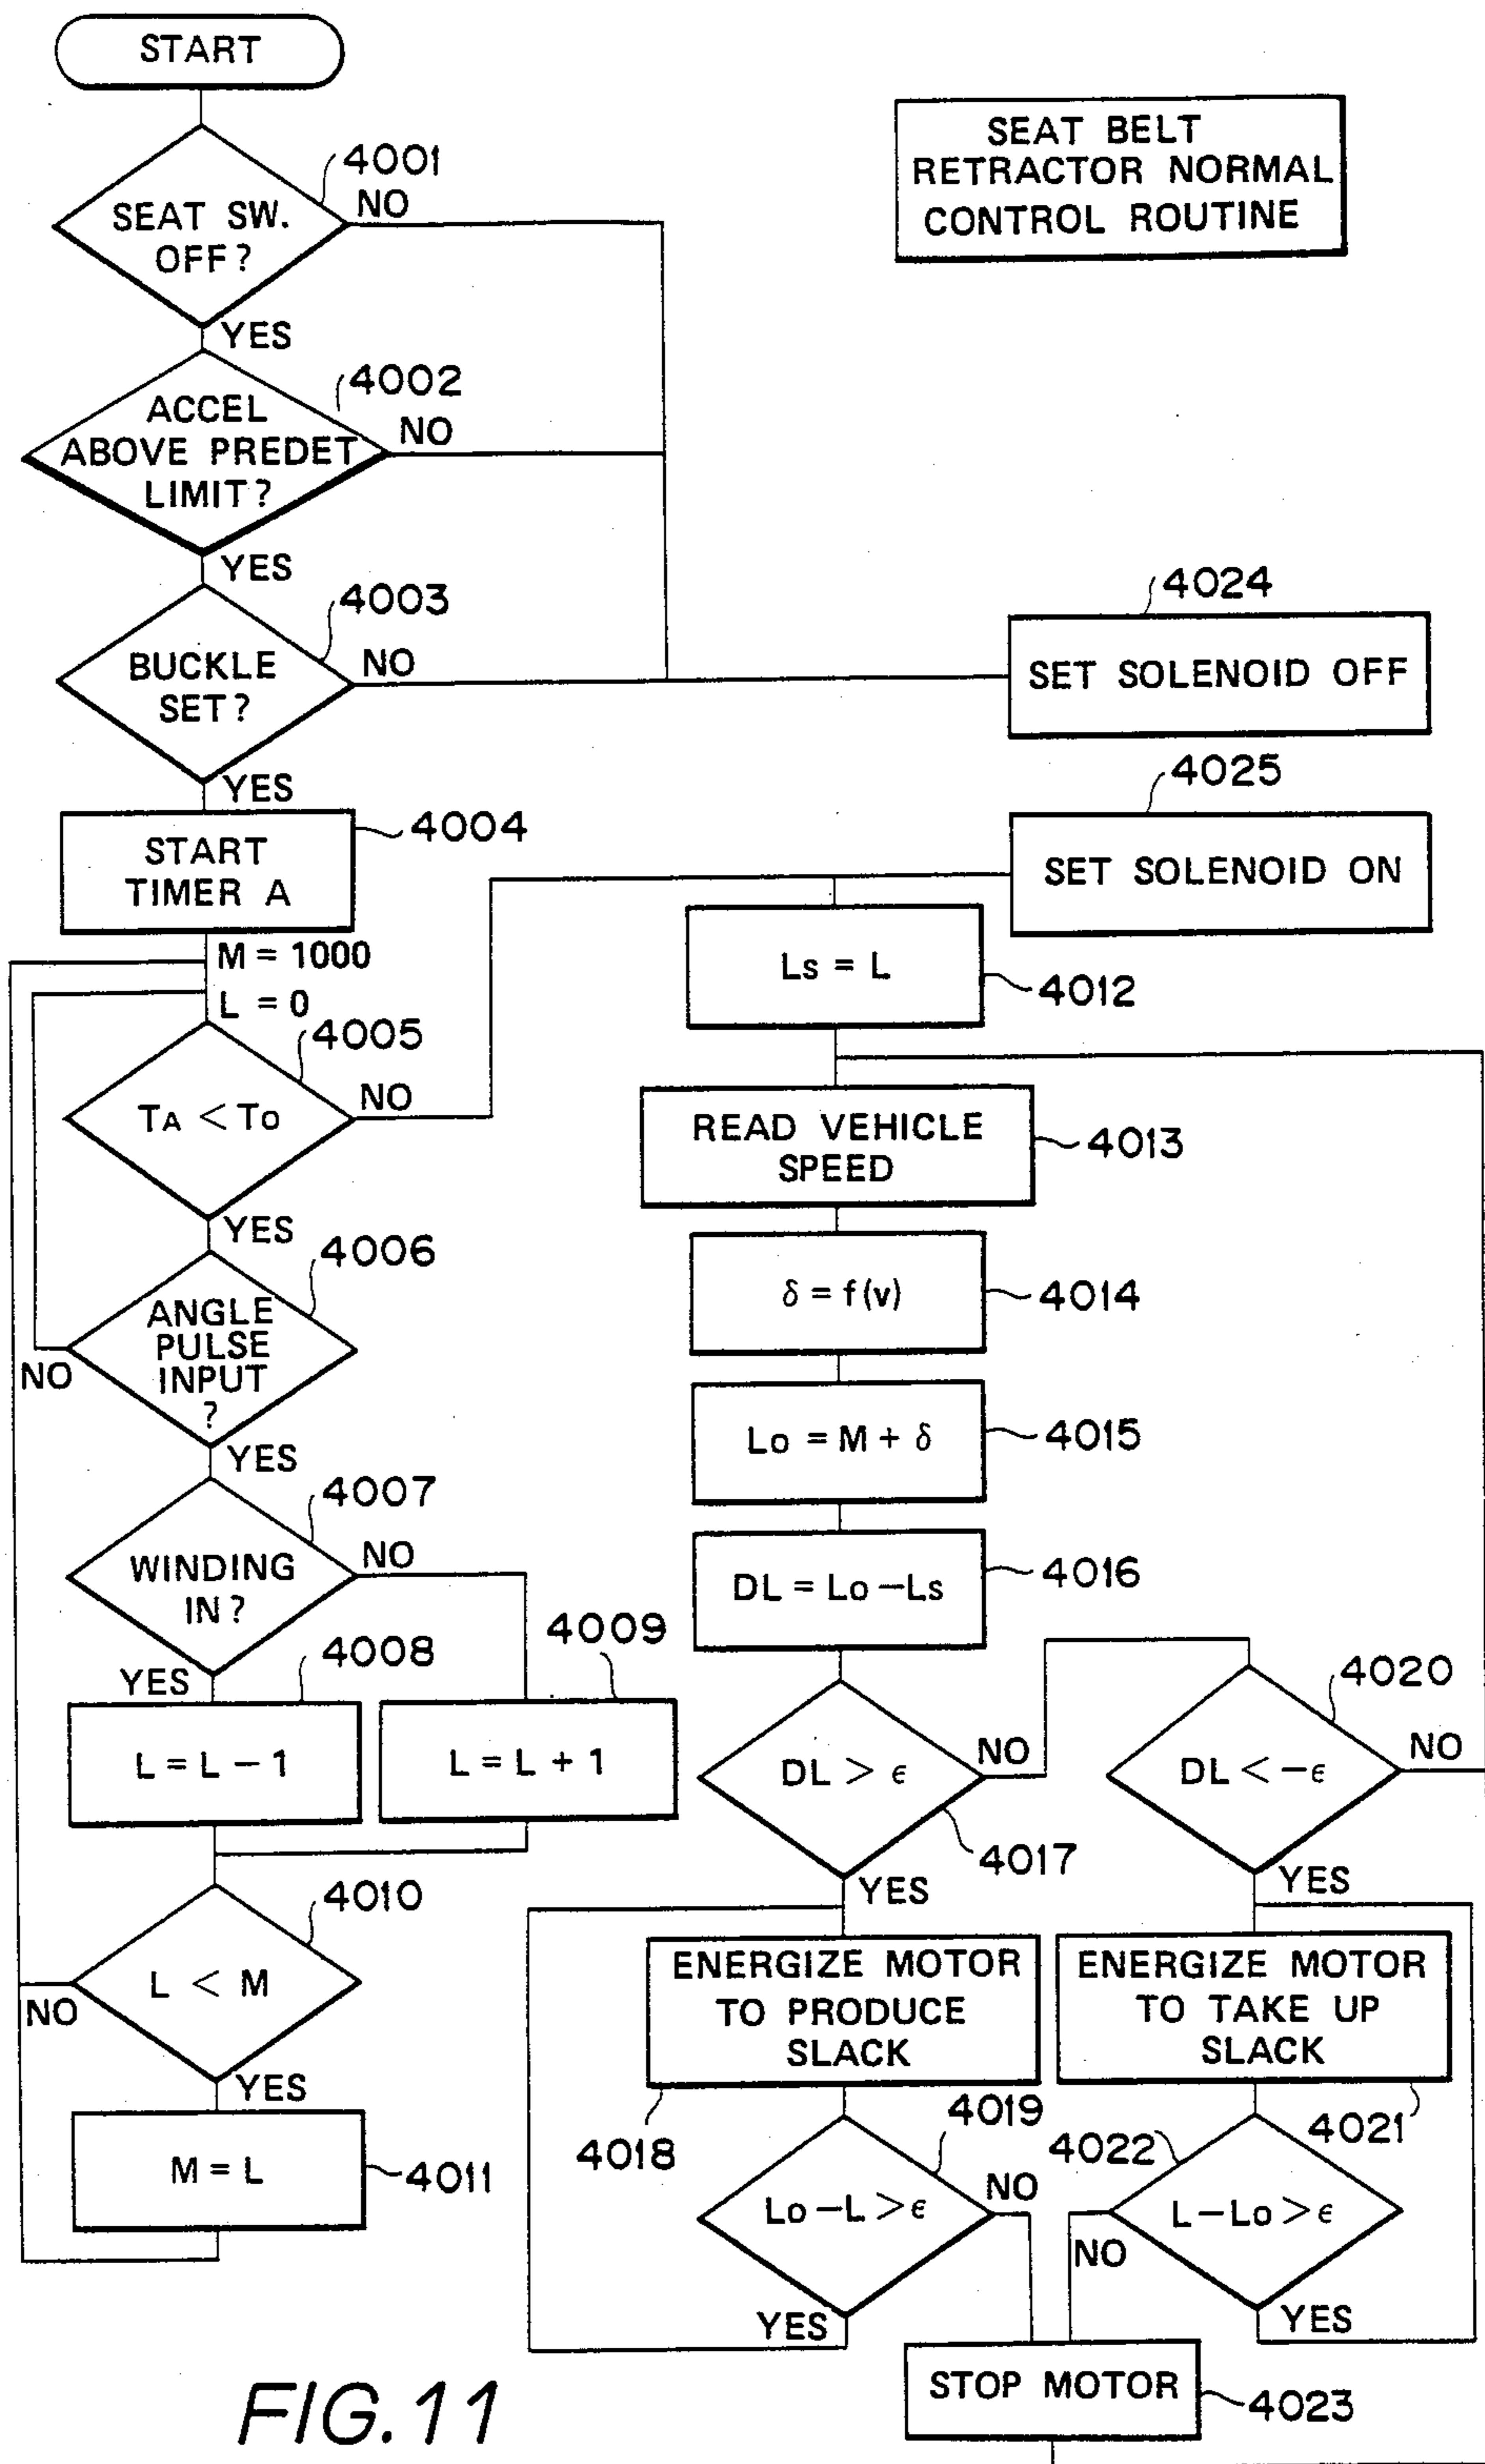 START
SEAT BELT
RETRACTOR NORMAL
CONTROL ROUTINE
4001
SEAT SW.
OFF?
NO
YES
4002
ACCEL
ABOVE PREDET
LIMIT?
NO
YES
4003
BUCKLE
SET?
NO
YES
4024
SET SOLENOID OFF
4025
SET SOLENOID ON
START
TIMER A
4004
M = 1000
L = 0
4005
TA < To
NO
YES
4006
ANGLE
PULSE
INPUT
?
NO
YES
4007
WINDING
IN?
NO
YES
4008
L = L − 1
4009
L = L + 1
4010
L < M
NO
YES
M = L
4011
Ls = L
4012
READ VEHICLE
SPEED
4013
δ = f(v)
4014
Lo = M + δ
4015
DL = Lo − Ls
4016
DL > ϵ
NO
4017
YES
4020
DL < −ϵ
NO
YES
ENERGIZE MOTOR
TO PRODUCE
SLACK
4018
ENERGIZE MOTOR
TO TAKE UP
SLACK
4021
4019
Lo − L > ϵ
NO
YES
4022
L − Lo > ϵ
NO
YES
STOP MOTOR
4023
FIG.11